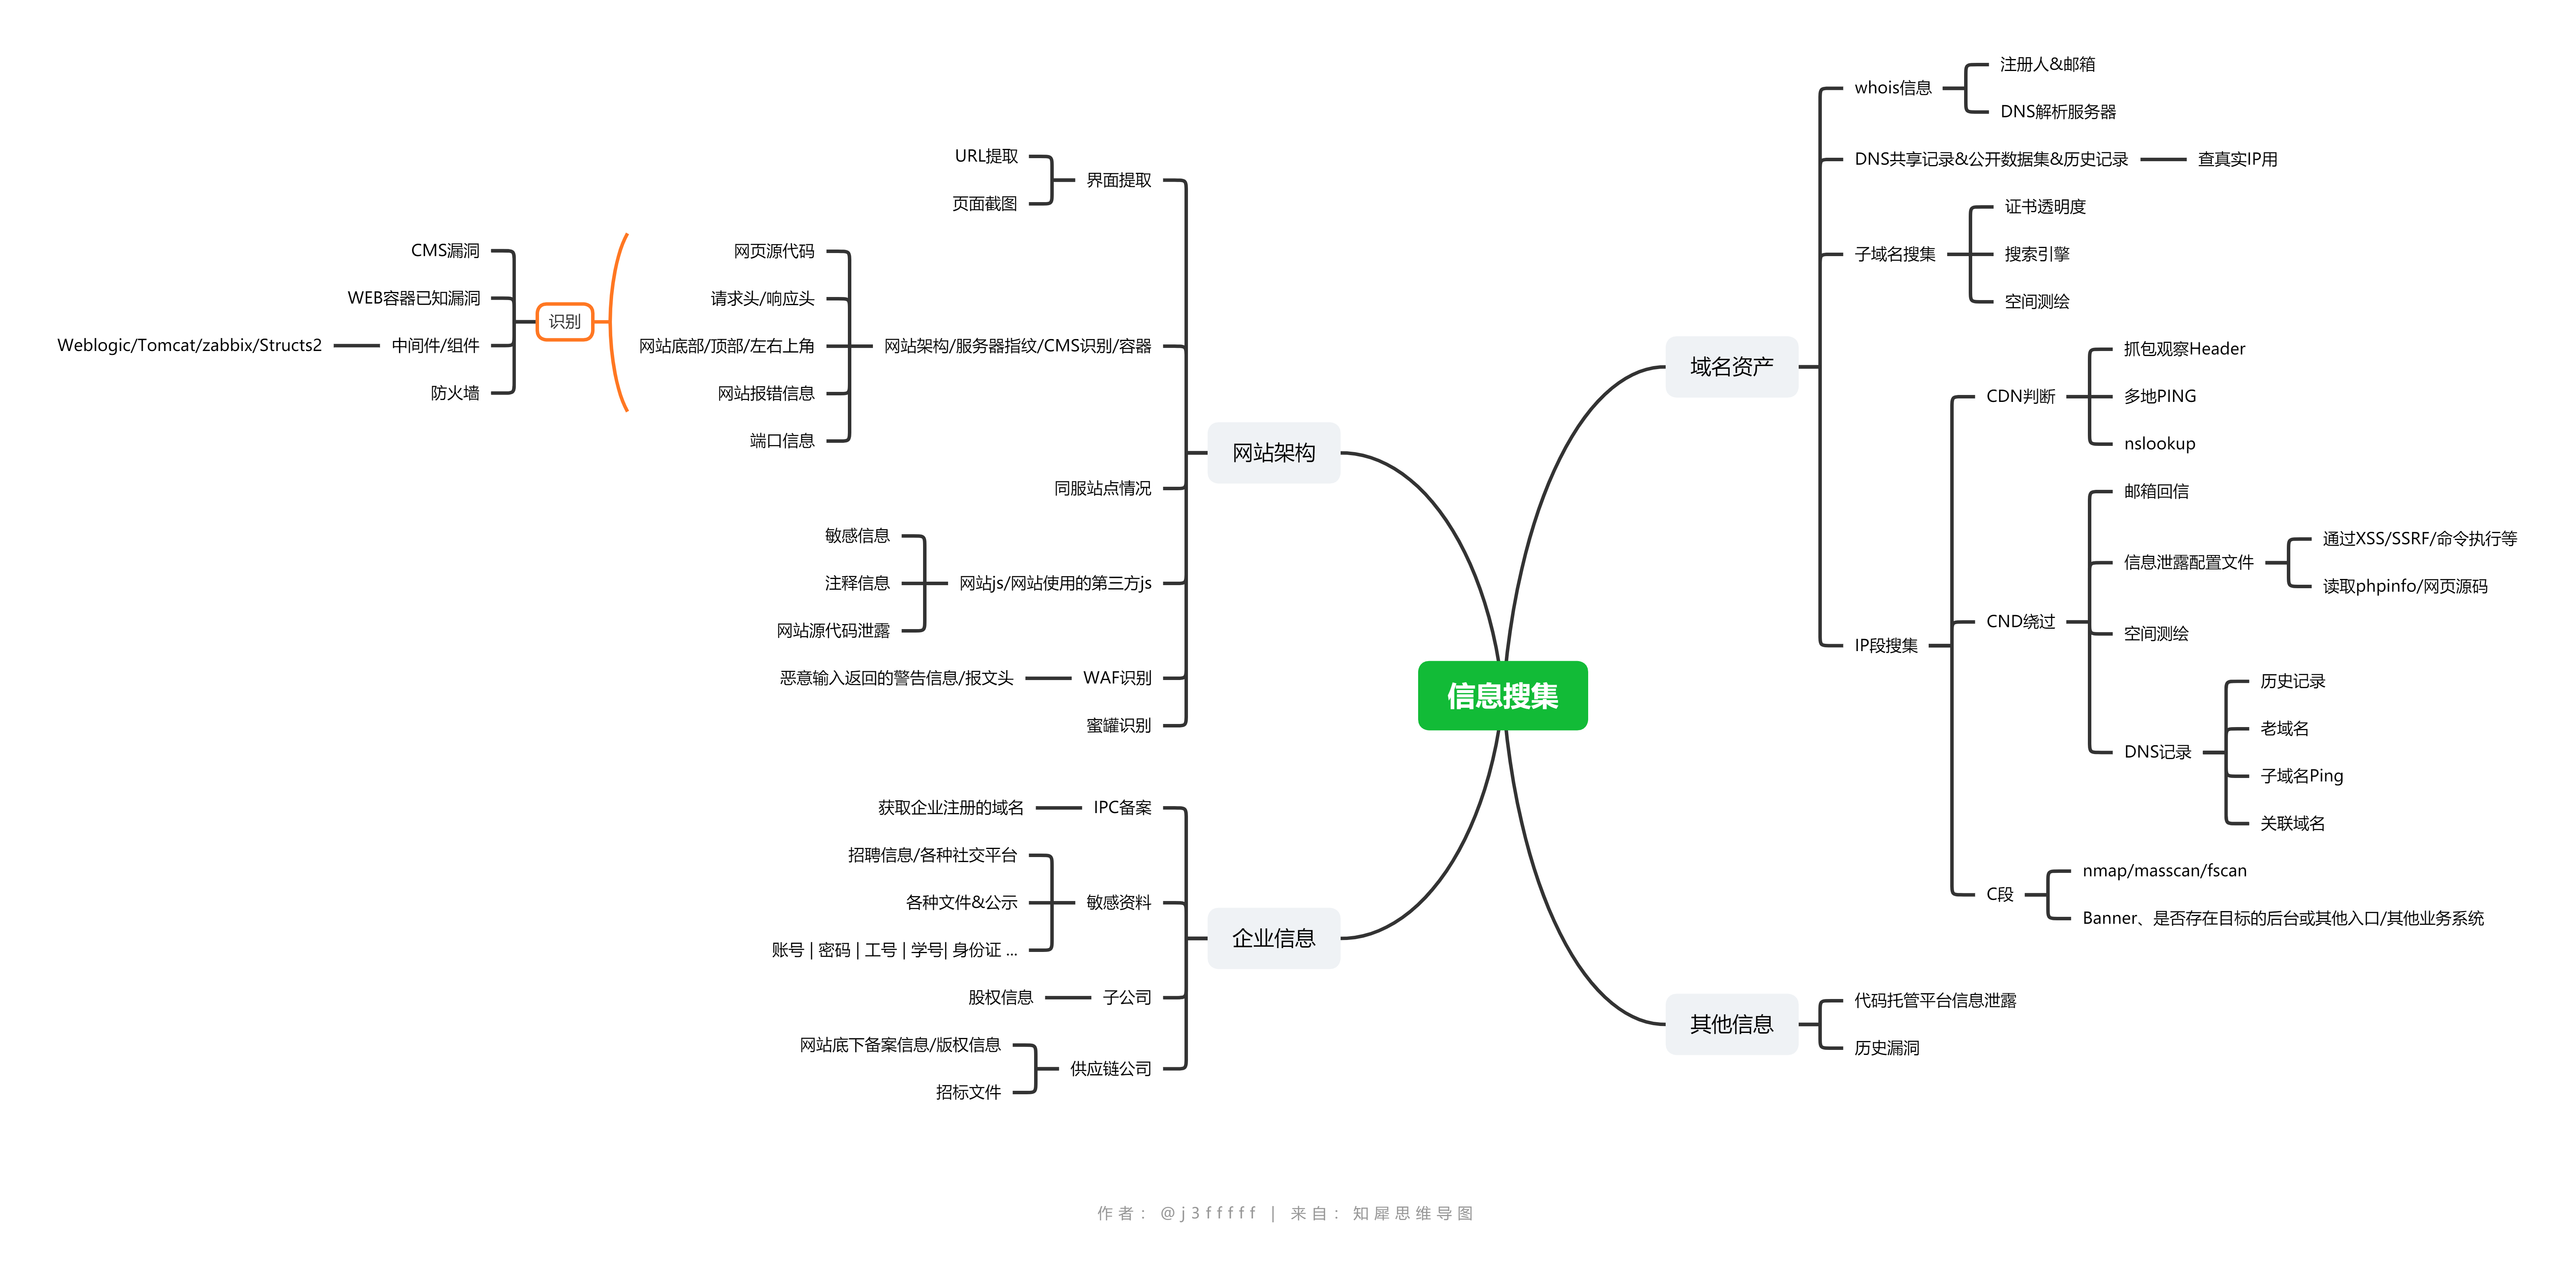 信息搜集
域名资产
whois信息
注册人&邮箱
DNS解析服务器
DNS共享记录&公开数据集&历史记录
查真实IP用
子域名搜集
证书透明度
搜索引擎
空间测绘
IP段搜集
CDN判断
抓包观察Header
多地PING
nslookup
CND绕过
邮箱回信
信息泄露配置文件
通过XSS/SSRF/命令执行等
读取phpinfo/网页源码
空间测绘
DNS记录
历史记录
老域名
子域名Ping
关联域名
C段
nmap/masscan/fscan
Banner、是否存在目标的后台或其他入口/其他业务系统
其他信息
代码托管平台信息泄露
历史漏洞
网站架构
界面提取
URL提取
页面截图
网站架构/服务器指纹/CMS识别/容器
网页源代码
请求头/响应头
网站底部/顶部/左右上角
网站报错信息
端口信息
识别
CMS漏洞
WEB容器已知漏洞
中间件/组件
Weblogic/Tomcat/zabbix/Structs2
防火墙
同服站点情况
网站js/网站使用的第三方js
敏感信息
注释信息
网站源代码泄露
WAF识别
恶意输入返回的警告信息/报文头
蜜罐识别
企业信息
IPC备案
获取企业注册的域名
敏感资料
招聘信息/各种社交平台
各种文件&公示
账号 | 密码 | 工号 | 学号| 身份证 ...
子公司
股权信息
供应链公司
网站底下备案信息/版权信息
招标文件
作者：@j3fffff | 来自：知犀思维导图